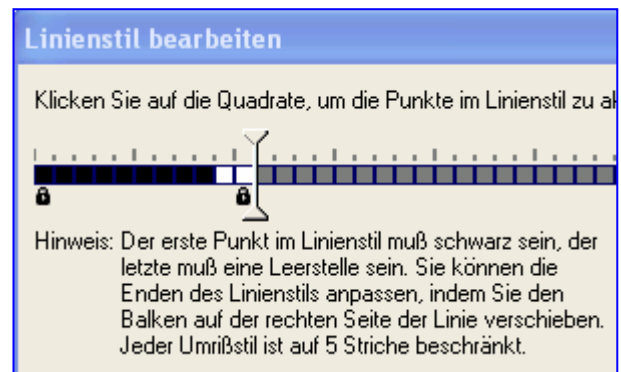 Linienstil bearbeiten
Klicken Sie auf die Quadrate, um die Punkte im Linienstil zu
Hinweis: Der erste Punkt im Linienstil muß schwarz sein, der
letzte muß eine Leerstelle sein. Sie können die
Enden des Linienstils anpassen, indem Sie den
Balken auf der rechten Seite der Linie verschieben.
Jeder Umrißstil ist auf 5 Striche beschränkt.